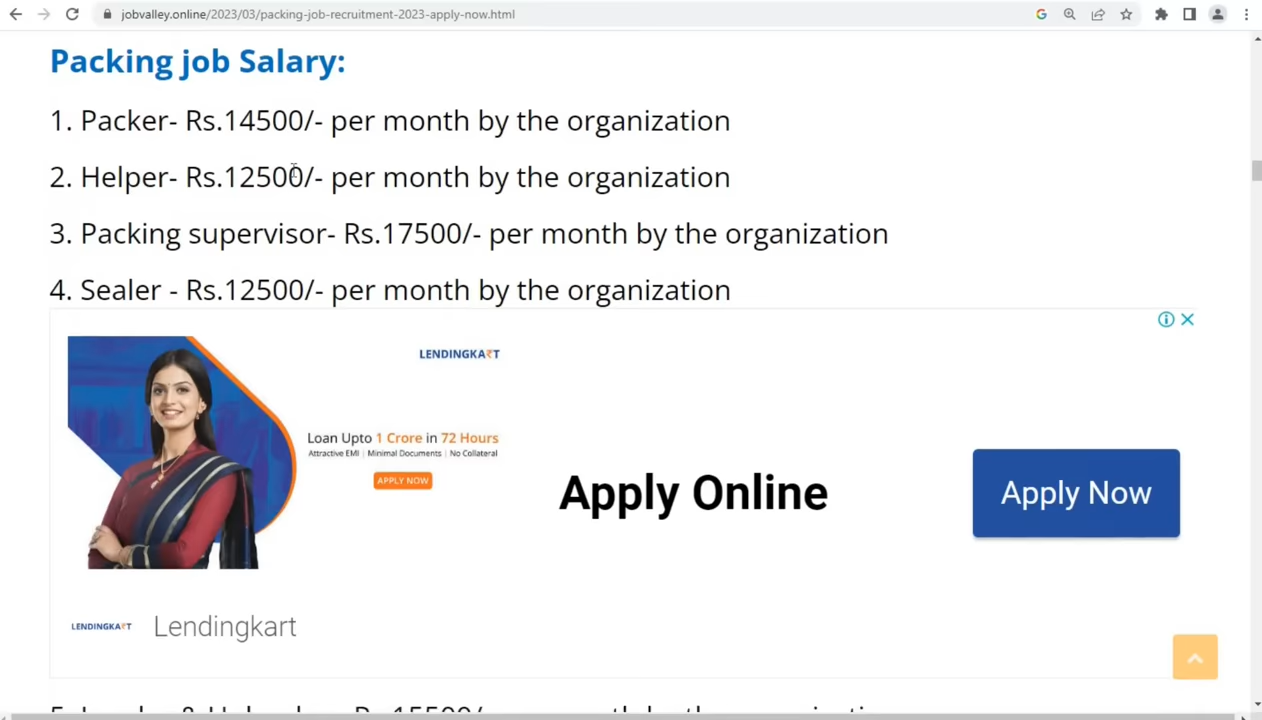 jobvalley.online/2023/03/packing-job-recruitment-2023-apply-now.html
Packing job Salary:
1. Packer- Rs.14500/- per month by the organization
2. Helper- Rs.12500/- per month by the organization
3. Packing supervisor- Rs.17500/- per month by the organization
4. Sealer - Rs.12500/- per month by the organization
LENDINGKA₹T
Loan Upto 1 Crore in 72 Hours
Attractive EMI | Minimal Documents | No Collateral
APPLY NOW
Apply Online
Apply Now
LENDINGKA₹T
Lendingkart